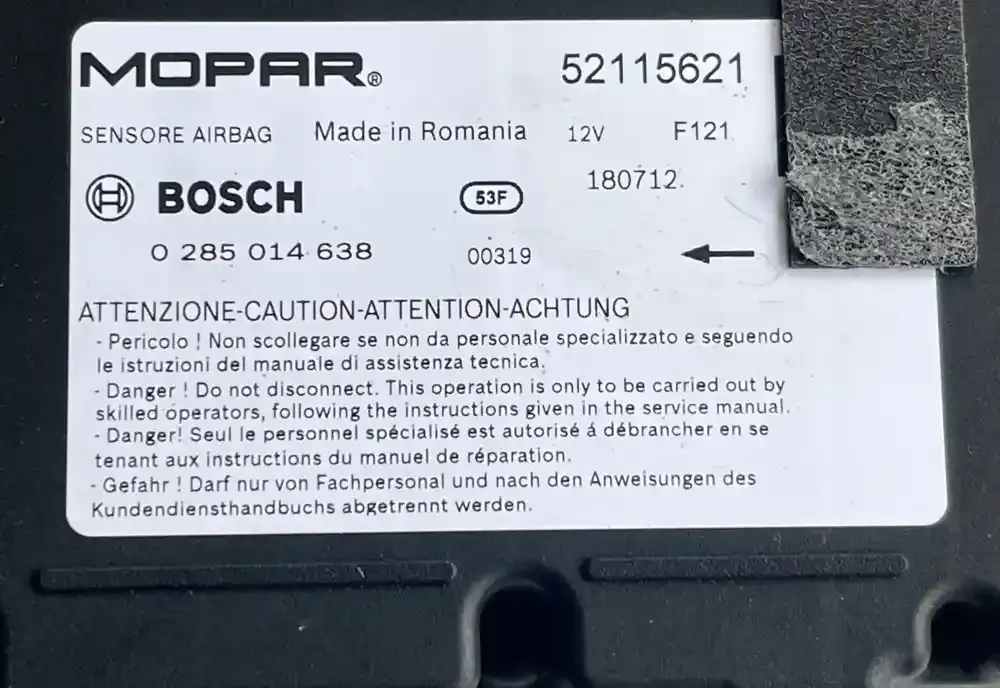 MOPAR® 52115621
SENSORE AIRBAG Made in Romania 12V F121
180712.
BOSCH 53F
0 285 014 638 00319
ATTENZIONE-CAUTION-ATTENTION-ACHTUNG
- Pericolo ! Non scollegare se non da personale specializzato e seguendo
le istruzioni del manuale di assistenza tecnica.
- Danger ! Do not disconnect. This operation is only to be carried out by
skilled operators, following the instructions given in the service manual.
- Danger! Seul le personnel spécialisé est autorisé á débrancher en se
tenant aux instructions du manuel de réparation.
- Gefahr ! Darf nur von Fachpersonal und nach den Anweisungen des
Kundendiensthandbuchs abgetrennt werden.